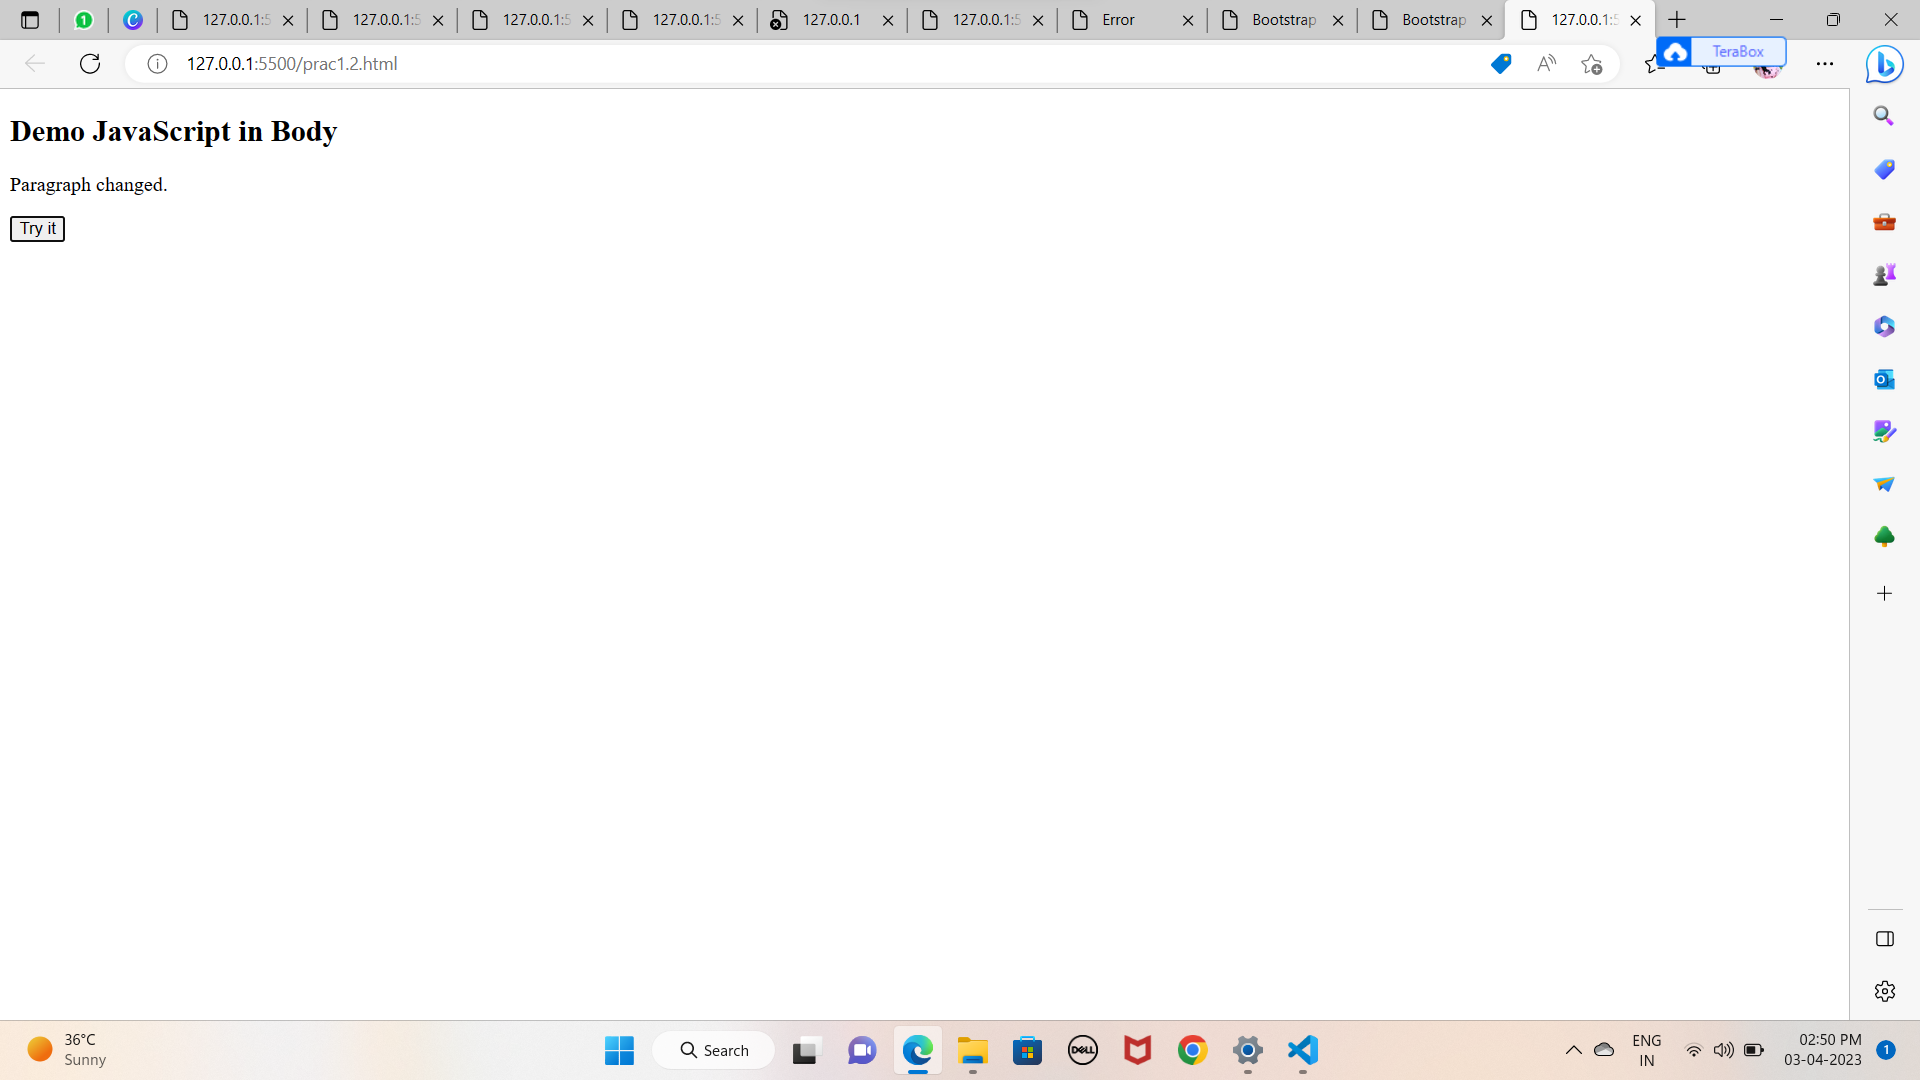 1
127.0.0.1:5
127.0.0.1:5
127.0.0.1:5
127.0.0.1:5
127.0.0.1
127.0.0.1:5
Error
Bootstrap
Bootstrap
127.0.0.1:5
127.0.0.1:5500/prac1.2.html
TeraBox
Demo JavaScript in Body
Paragraph changed.
Try it
36°C
Sunny
Search
DELL
ENG
IN
02:50 PM
03-04-2023
1